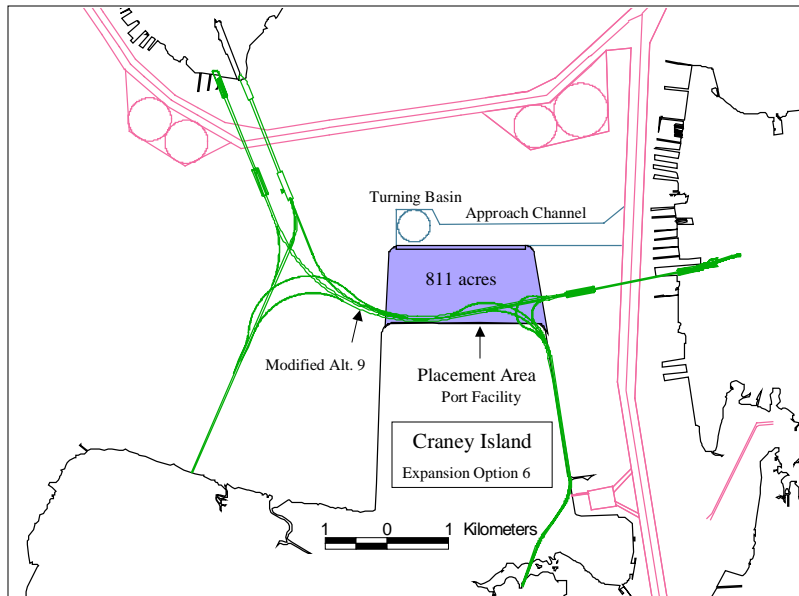 Turning Basin
Approach Channel
811 acres
Modified Alt. 9
Placement Area
Port Facility
Craney Island
Expansion Option 6
1 0 1 Kilometers